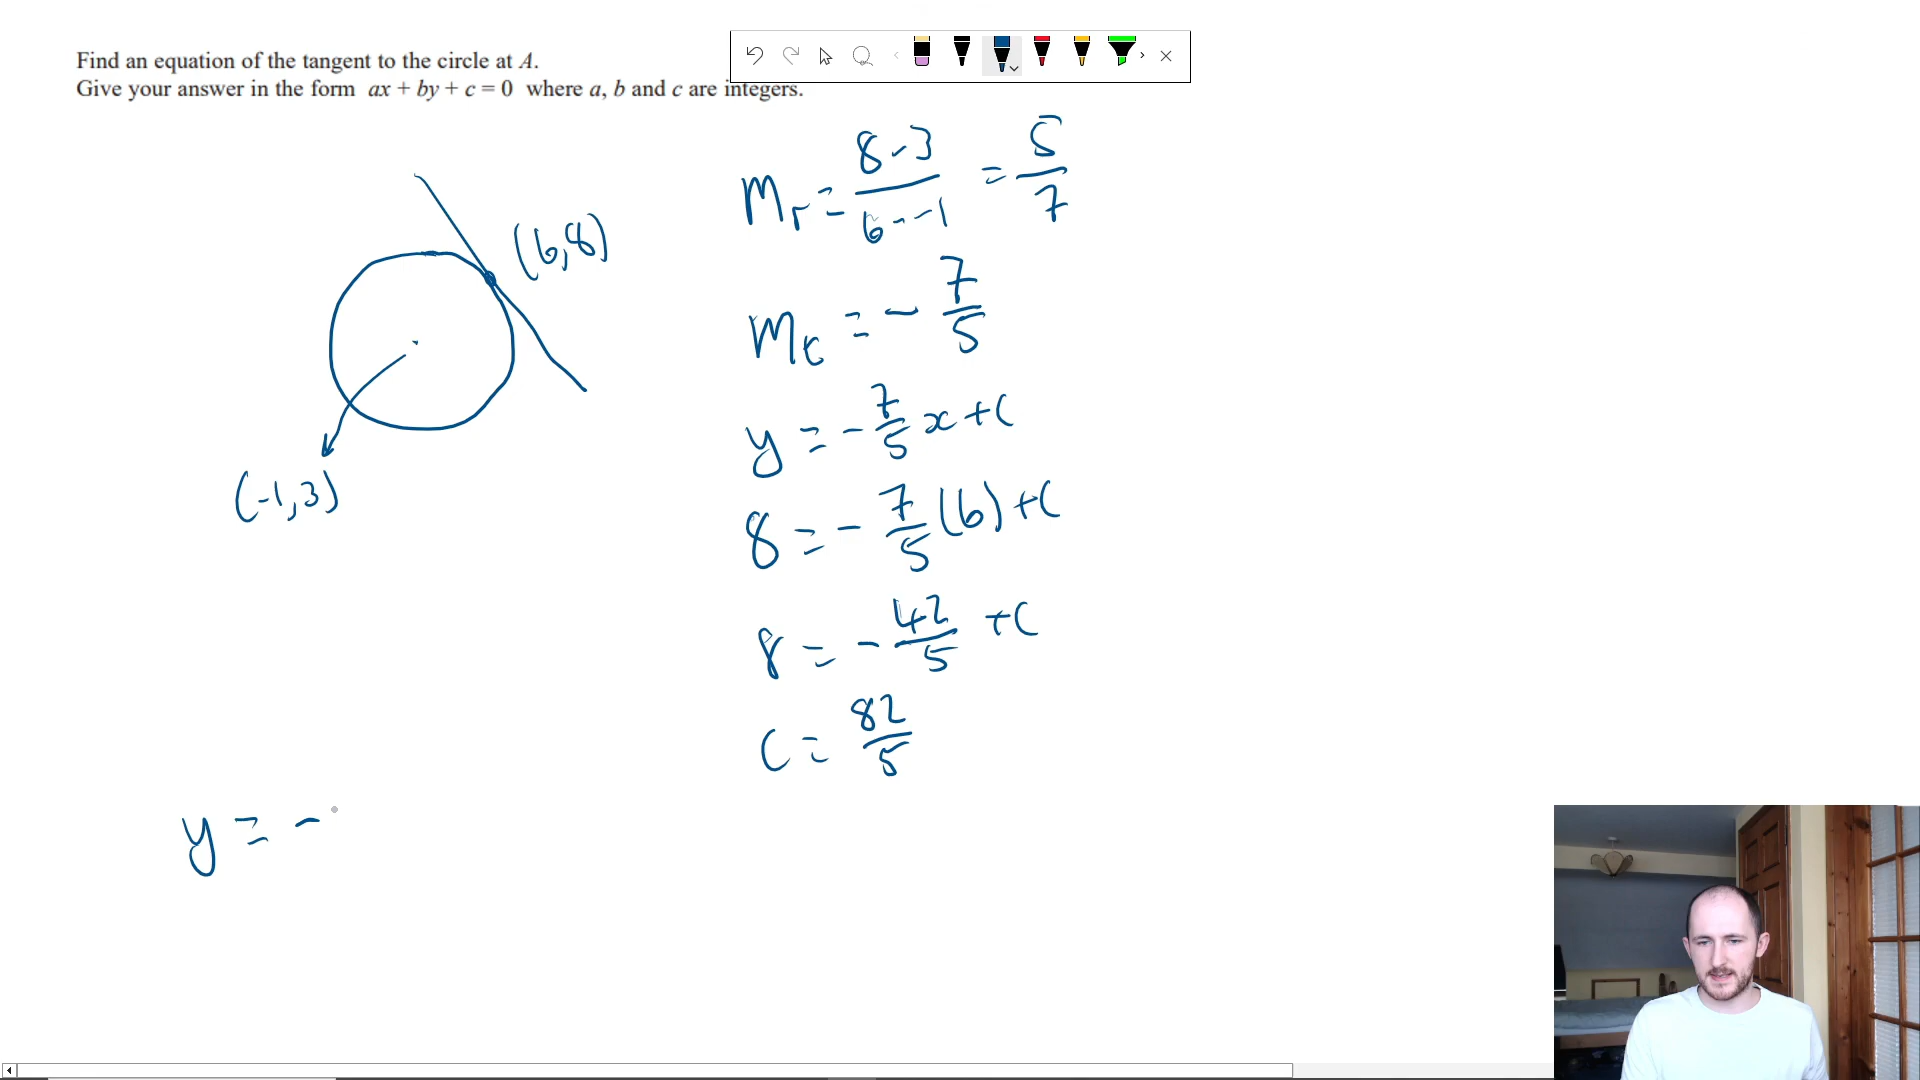 Find an equation of the tangent to the circle at A.
Give your answer in the form ax + by + c = 0 where a, b and c are integers.
(6,8)
(-1,3)
y = -
m_r = 8-3/6--1 = 5/7
m_t = -7/5
y = -7/5 x + c
8 = -7/5 (6) + c
8 = -42/5 + c
c = 82/5